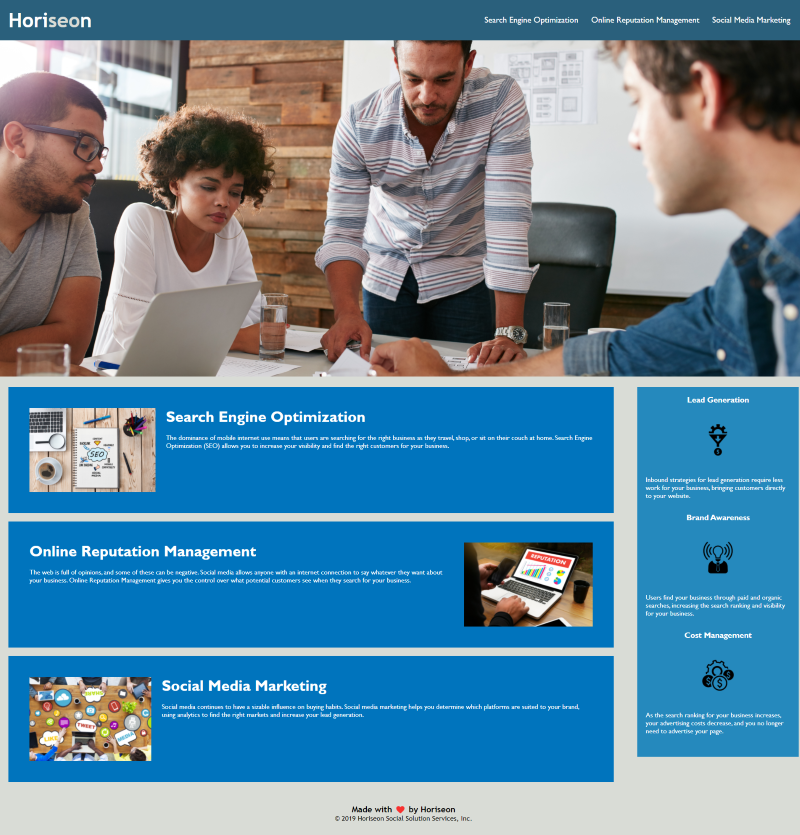 Horiseon
Search Engine Optimization
Online Reputation Management
Social Media Marketing
SEO
Search Engine Optimization
The dominance of mobile internet use means that users are searching for the right business as they travel, shop, or sit on their couch at home. Search Engine
Optimization (SEO) allows you to increase your visibility and find the right customers for your business.
Online Reputation Management
The web is full of opinions, and some of these can be negative. Social media allows anyone with an internet connection to say whatever they want about
your business. Online Reputation Management gives you the control over what potential customers see when they search for your business.
REPUTATION
SHARE
TWEET
LIKE
MEDIA
Social Media Marketing
Social media continues to have a sizable influence on buying habits. Social media marketing helps you determine which platforms are suited to your brand,
using analytics to find the right markets and increase your lead generation.
Lead Generation
Inbound strategies for lead generation require less
work for your business, bringing customers directly
to your website.
Brand Awareness
Users find your business through paid and organic
searches, increasing the search ranking and visibility
for your business.
Cost Management
As the search ranking for your business increases,
your advertising costs decrease, and you no longer
need to advertise your page.
Made with ❤️ by Horiseon
© 2019 Horiseon Social Solution Services, Inc.